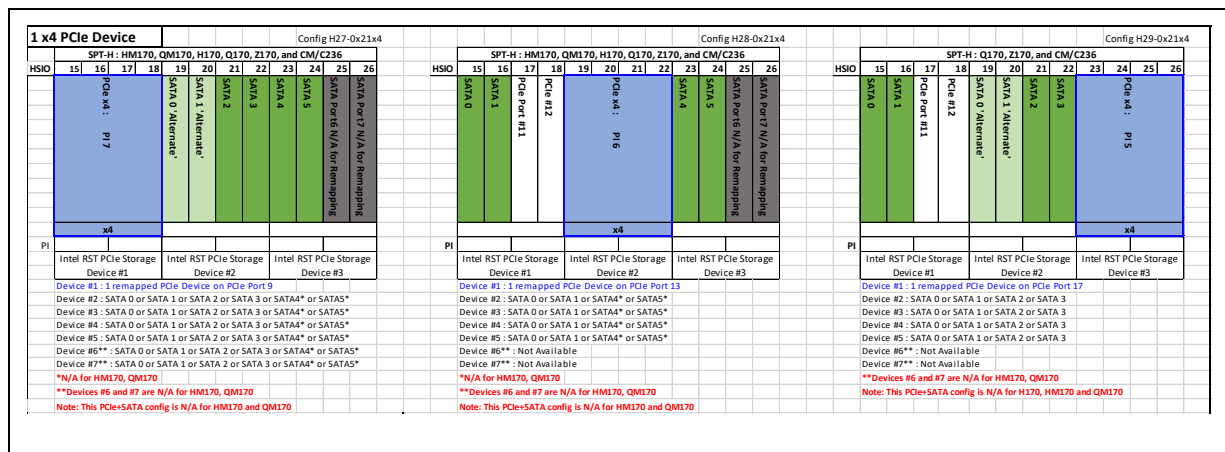 1 x4 PCIe Device
Config H27-0x21x4
SPT-H : HM170, QM170, H170, Q170, Z170, and CM/C236
HSIO 15 16 17 18 19 20 21 22 23 24 25 26
PCIe x4 : PI 7
SATA 0 'Alternate'
SATA 1 'Alternate'
SATA 2
SATA 3
SATA 4
SATA 5
SATA Port6 N/A for Remapping
SATA Port7 N/A for Remapping
x4
PI
Intel RST PCIe Storage Device #1
Intel RST PCIe Storage Device #2
Intel RST PCIe Storage Device #3
Device #1 : 1 remapped PCIe Device on PCIe Port 9
Device #2 : SATA 0 or SATA 1 or SATA 2 or SATA 3 or SATA4* or SATA5*
Device #3 : SATA 0 or SATA 1 or SATA 2 or SATA 3 or SATA4* or SATA5*
Device #4 : SATA 0 or SATA 1 or SATA 2 or SATA 3 or SATA4* or SATA5*
Device #5 : SATA 0 or SATA 1 or SATA 2 or SATA 3 or SATA4* or SATA5*
Device #6** : SATA 0 or SATA 1 or SATA 2 or SATA 3 or SATA4* or SATA5*
Device #7** : SATA 0 or SATA 1 or SATA 2 or SATA 3 or SATA4* or SATA5*
*N/A for HM170, QM170
**Devices #6 and #7 are N/A for HM170, QM170
Note: This PCIe+SATA config is N/A for HM170 and QM170
Config H28-0x21x4
SPT-H : HM170, QM170, H170, Q170, Z170, and CM/C236
HSIO 15 16 17 18 19 20 21 22 23 24 25 26
SATA 0
SATA 1
PCIe Port #11
PCIe #12
PCIe x4 : PI 6
SATA 4
SATA 5
SATA Port6 N/A for Remapping
SATA Port7 N/A for Remapping
x4
PI
Intel RST PCIe Storage Device #1
Intel RST PCIe Storage Device #2
Intel RST PCIe Storage Device #3
Device #1 : 1 remapped PCIe Device on PCIe Port 13
Device #2 : SATA 0 or SATA 1 or SATA4* or SATA5*
Device #3 : SATA 0 or SATA 1 or SATA4* or SATA5*
Device #4 : SATA 0 or SATA 1 or SATA4* or SATA5*
Device #5 : SATA 0 or SATA 1 or SATA4* or SATA5*
Device #6** : Not Available
Device #7** : Not Available
*N/A for HM170, QM170
**Devices #6 and #7 are N/A for HM170, QM170
Note: This PCIe+SATA config is N/A for HM170 and QM170
Config H29-0x21x4
SPT-H : Q170, Z170, and CM/C236
HSIO 15 16 17 18 19 20 21 22 23 24 25 26
SATA 0
SATA 1
PCIe Port #11
PCIe #12
SATA 0 'Alternate'
SATA 1 'Alternate'
SATA 2
SATA 3
PCIe x4 : PI 5
x4
PI
Intel RST PCIe Storage Device #1
Intel RST PCIe Storage Device #2
Intel RST PCIe Storage Device #3
Device #1 : 1 remapped PCIe Device on PCIe Port 17
Device #2 : SATA 0 or SATA 1 or SATA 2 or SATA 3
Device #3 : SATA 0 or SATA 1 or SATA 2 or SATA 3
Device #4 : SATA 0 or SATA 1 or SATA 2 or SATA 3
Device #5 : SATA 0 or SATA 1 or SATA 2 or SATA 3
Device #6** : Not Available
Device #7** : Not Available
**Devices #6 and #7 are N/A for HM170, QM170
Note: This PCIe+SATA config is N/A for H170, HM170 and QM170